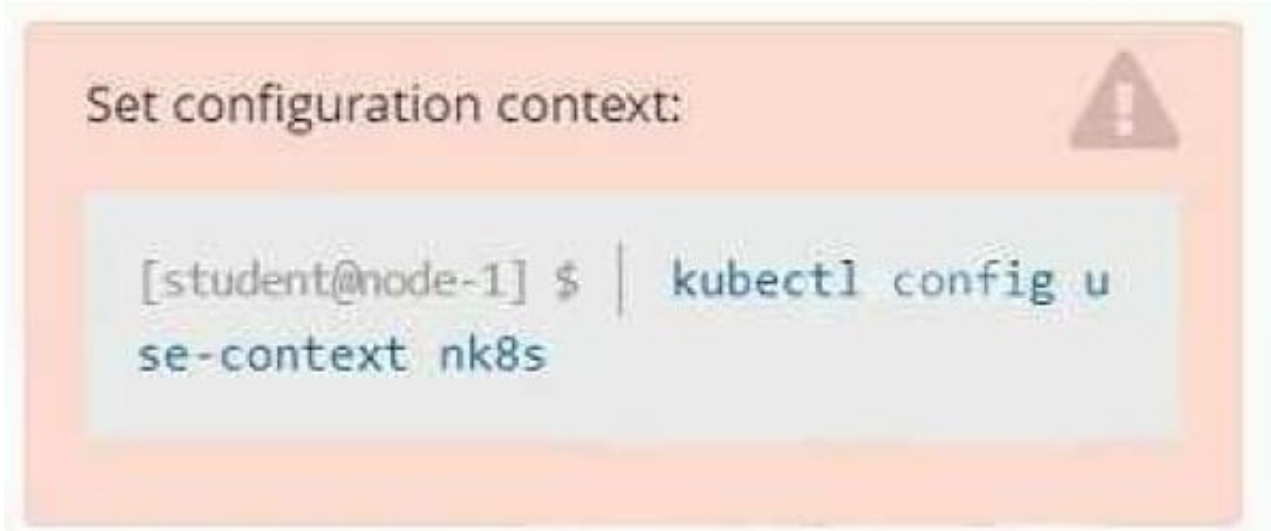 Set configuration context:
[student@node-1] $ | kubectl config u
se-context nk8s